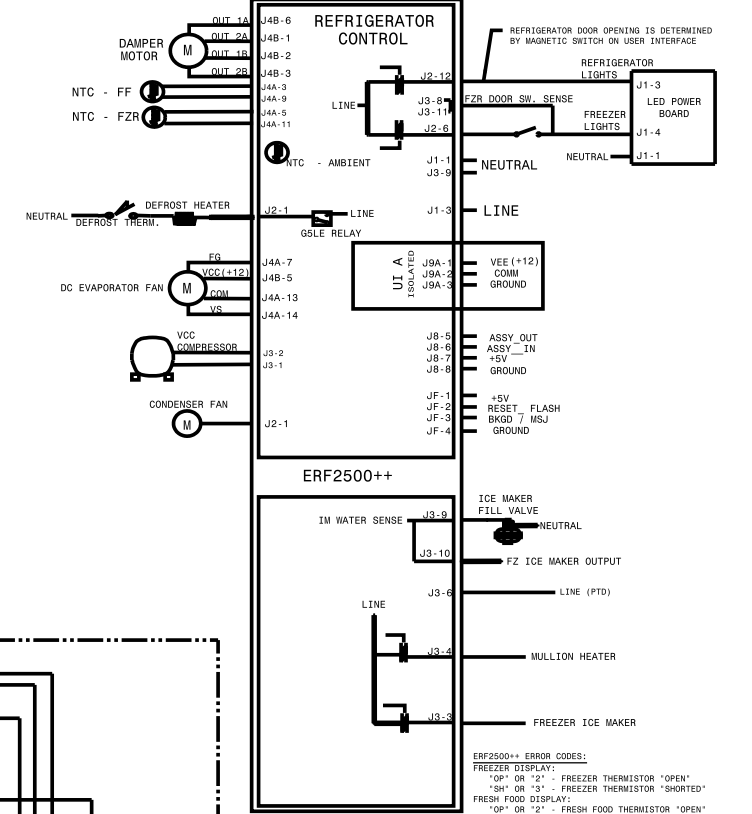 REFRIGERATOR
CONTROL
DAMPER
MOTOR
M
OUT 1A
OUT 2A
OUT 1B
OUT 2B
J4B-6
J4B-1
J4B-2
J4B-3
NTC - FF
J4A-3
J4A-9
NTC - FZR
J4A-5
J4A-11
NTC - AMBIENT
LINE
J2-12
J3-8
J3-11
J2-6
REFRIGERATOR DOOR OPENING IS DETERMINED
BY MAGNETIC SWITCH ON USER INTERFACE
REFRIGERATOR
LIGHTS
FZR DOOR SW. SENSE
FREEZER
LIGHTS
NEUTRAL
J1-3
LED POWER
BOARD
J1-4
J1-1
J1-1
J3-9
NEUTRAL
J1-3
LINE
NEUTRAL
DEFROST THERM.
DEFROST HEATER
J2-1
LINE
G5LE RELAY
DC EVAPORATOR FAN
M
FG
VCC(+12)
COM
VS
J4A-7
J4B-5
J4A-13
J4A-14
UI A
ISOLATED
J9A-1
J9A-2
J9A-3
VEE(+12)
COMM
GROUND
VCC
COMPRESSOR
J3-2
J3-1
J8-5
J8-6
J8-7
J8-8
ASSY_OUT
ASSY__IN
+5V
GROUND
CONDENSER FAN
M
J2-1
JF-1
JF-2
JF-3
JF-4
+5V
RESET_ FLASH
BKGD / MSJ
GROUND
ERF2500++
IM WATER SENSE
J3-9
J3-10
ICE MAKER
FILL VALVE
NEUTRAL
FZ ICE MAKER OUTPUT
J3-6
LINE (PTD)
LINE
J3-4
MULLION HEATER
J3-3
FREEZER ICE MAKER
ERF2500++ ERROR CODES:
FREEZER DISPLAY:
"OP" OR "2" - FREEZER THERMISTOR "OPEN"
"SH" OR "3" - FREEZER THERMISTOR "SHORTED"
FRESH FOOD DISPLAY:
"OP" OR "2" - FRESH FOOD THERMISTOR "OPEN"